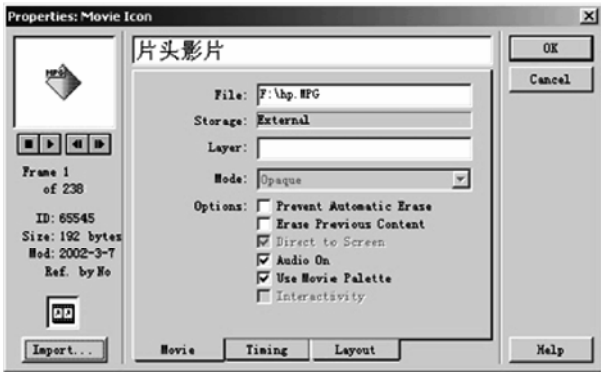 Properties: Movie Icon
片头影片
OK
Cancel
MPG
File: F:\hp.MPG
Storage: External
Layer:
Mode: Opaque
Options: Prevent Automatic Erase
Erase Previous Content
Direct to Screen
Audio On
Use Movie Palette
Interactivity
Frame 1
of 238
ID: 65545
Size: 192 bytes
Mod: 2002-3-7
Ref. by No
Import...
Movie
Timing
Layout
Help